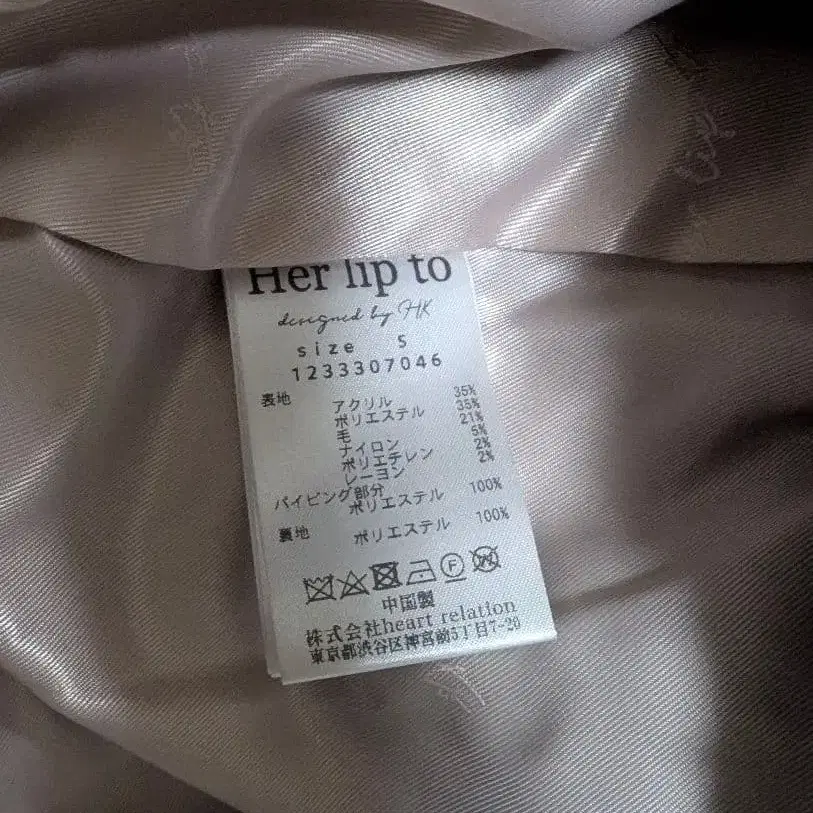 Her lip to
designed by HK
size S
1233307046
表地 アクリル 35%
ポリエステル 35%
毛 21%
ナイロン 5%
ポリエチレン 2%
レーヨン 2%
パイピング部分
ポリエステル 100%
裏地 ポリエステル 100%
F W
中国製
株式会社heart relation
東京都渋谷区神宮前5丁目7-20